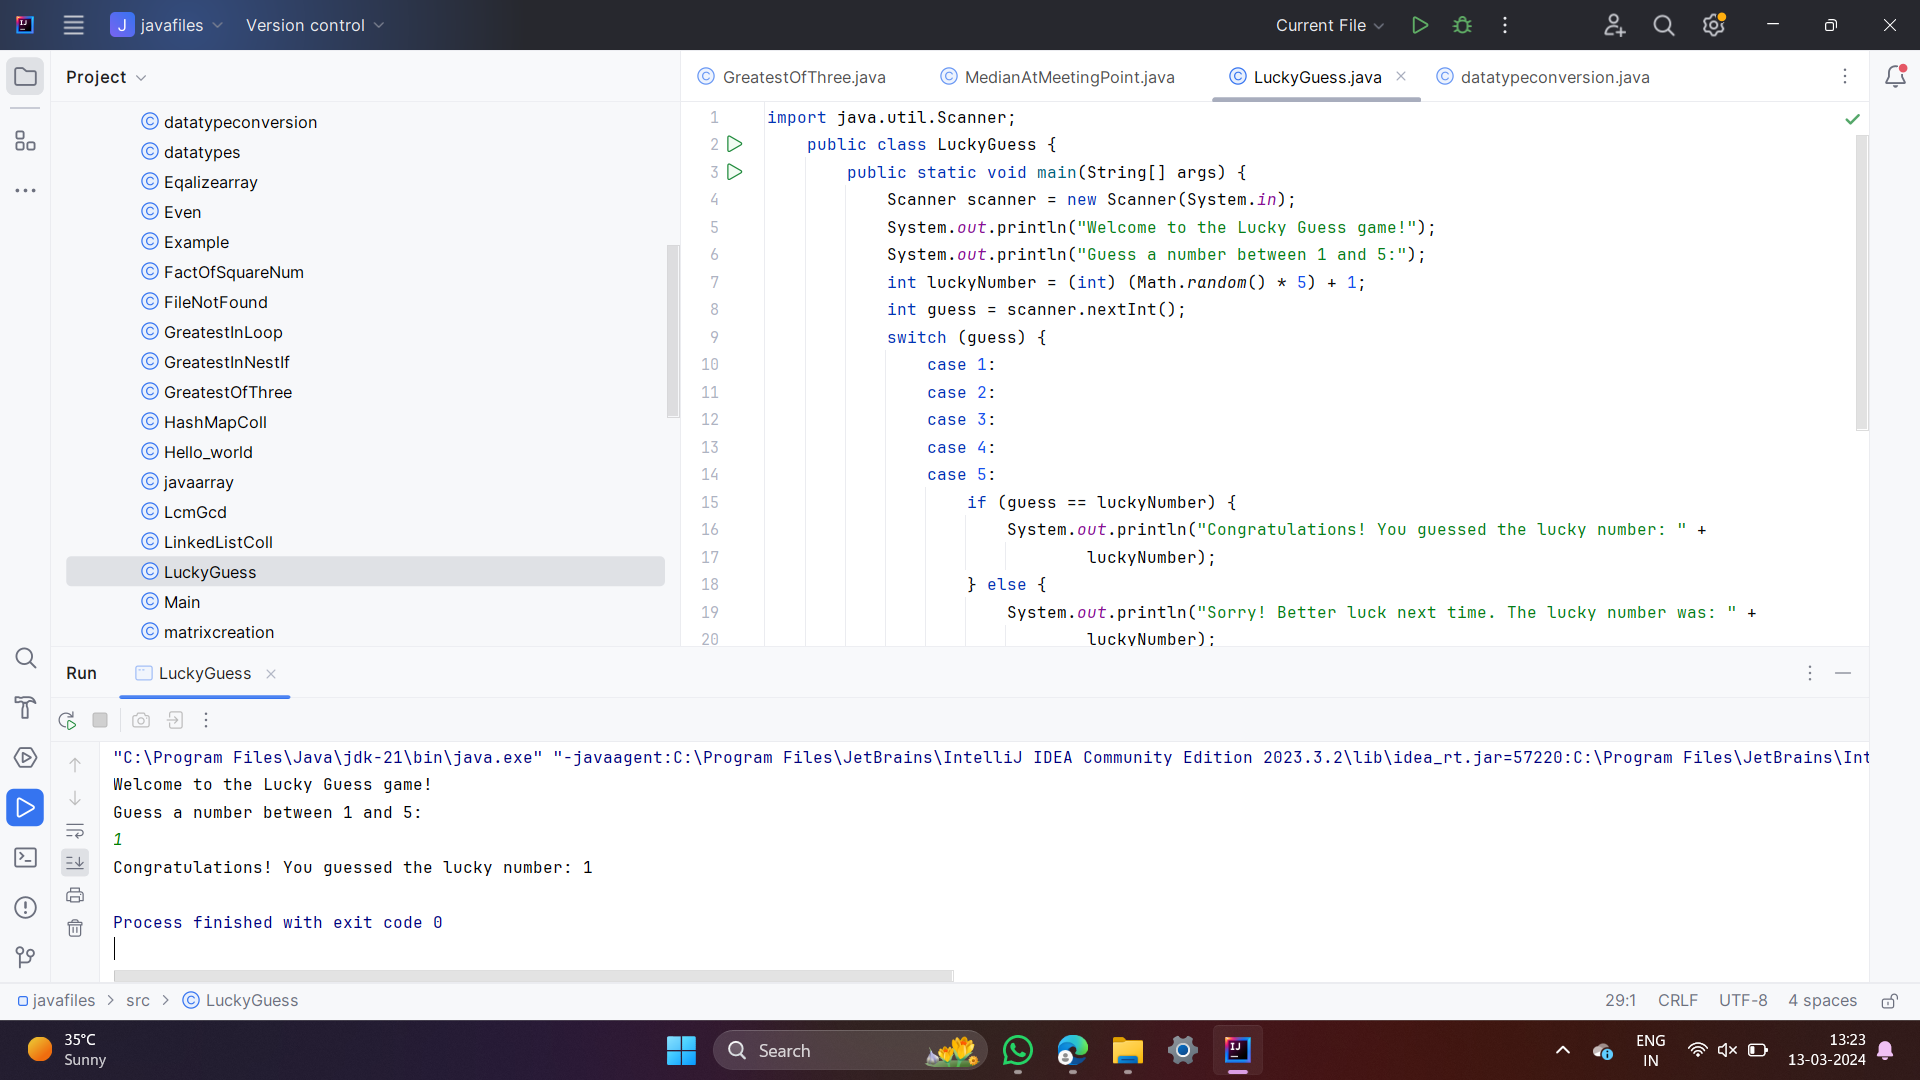 J javafiles Version control Current File
Project
datatypeconversion
datatypes
Eqalizearray
Even
Example
FactOfSquareNum
FileNotFound
GreatestInLoop
GreatestInNestIf
GreatestOfThree
HashMapColl
Hello_world
javaarray
LcmGcd
LinkedListColl
LuckyGuess
Main
matrixcreation
GreatestOfThree.java MedianAtMeetingPoint.java LuckyGuess.java datatypeconversion.java
1 import java.util.Scanner;
2 public class LuckyGuess {
3 public static void main(String[] args) {
4 Scanner scanner = new Scanner(System.in);
5 System.out.println("Welcome to the Lucky Guess game!");
6 System.out.println("Guess a number between 1 and 5:");
7 int luckyNumber = (int) (Math.random() * 5) + 1;
8 int guess = scanner.nextInt();
9 switch (guess) {
10 case 1:
11 case 2:
12 case 3:
13 case 4:
14 case 5:
15 if (guess == luckyNumber) {
16 System.out.println("Congratulations! You guessed the lucky number: " +
17 luckyNumber);
18 } else {
19 System.out.println("Sorry! Better luck next time. The lucky number was: " +
20 luckyNumber);
Run LuckyGuess
"C:\Program Files\Java\jdk-21\bin\java.exe" "-javaagent:C:\Program Files\JetBrains\IntelliJ IDEA Community Edition 2023.3.2\lib\idea_rt.jar=57220:C:\Program Files\JetBrains\Int
Welcome to the Lucky Guess game!
Guess a number between 1 and 5:
1
Congratulations! You guessed the lucky number: 1
Process finished with exit code 0
javafiles > src > LuckyGuess 29:1 CRLF UTF-8 4 spaces
35°C
Sunny
Search
ENG
IN
13:23
13-03-2024